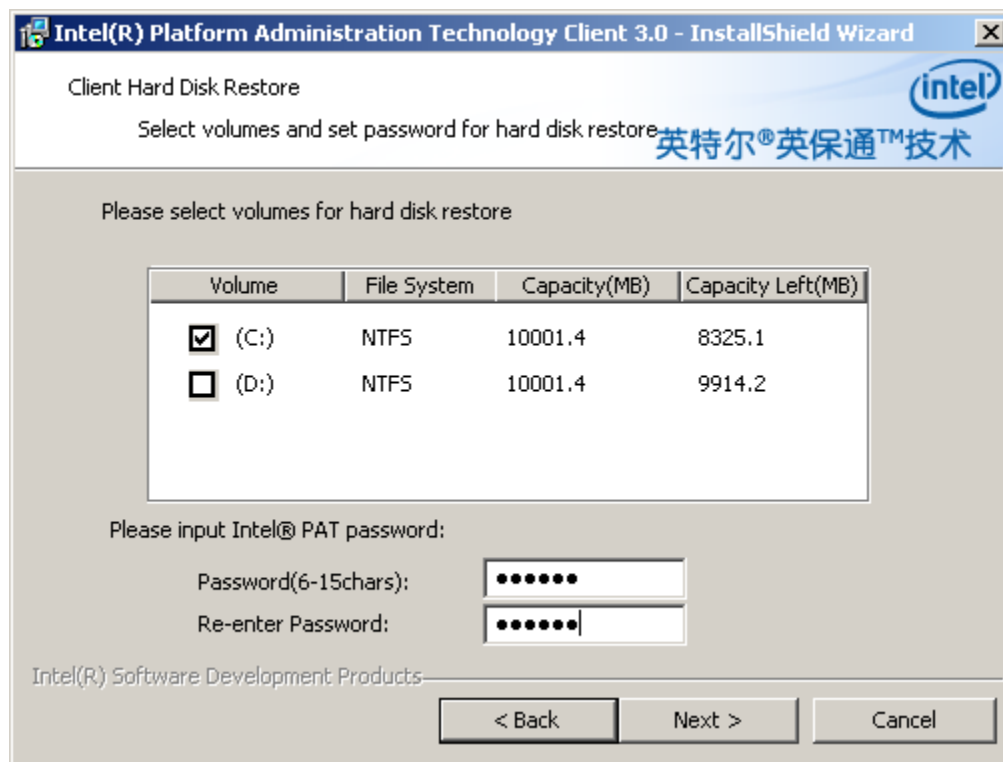 Intel(R) Platform Administration Technology Client 3.0 - InstallShield Wizard
Client Hard Disk Restore
intel
Select volumes and set password for hard disk restore
英特尔®英保通™技术
Please select volumes for hard disk restore
Volume File System Capacity(MB) Capacity Left(MB)
(C:) NTFS 10001.4 8325.1
(D:) NTFS 10001.4 9914.2
Please input Intel® PAT password:
Password(6-15chars): ●●●●●●
Re-enter Password: ●●●●●●
Intel(R) Software Development Products
< Back Next > Cancel